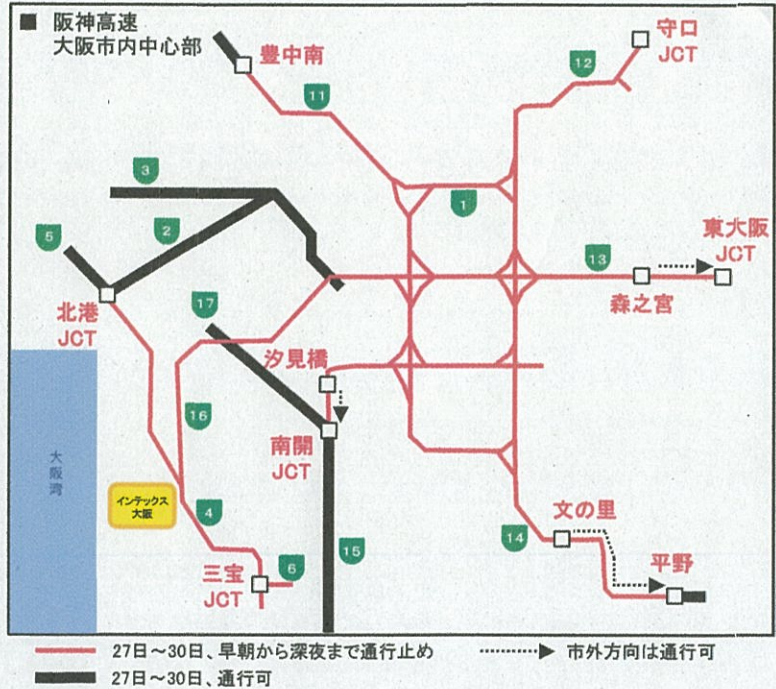 ■ 阪神高速
大阪市内中心部
豊中南
守口
JCT
12
11
3
1
2
5
13
東大阪
JCT
森之宮
北港
JCT
17
汐見橋
16
南開
JCT
大阪湾
インテックス
大阪
4
文の里
14
15
平野
三宝
JCT
6
27日〜30日、早朝から深夜まで通行止め
市外方向は通行可
27日〜30日、通行可